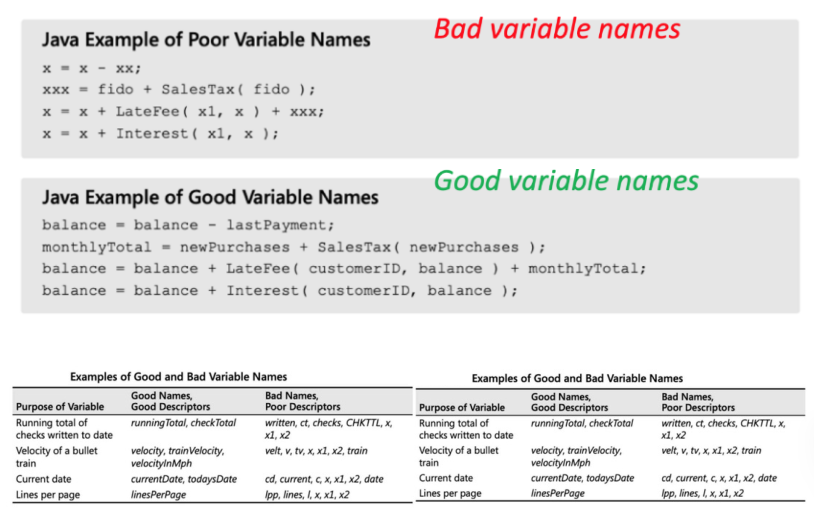 Java Example of Poor Variable Names
Bad variable names
x = x - xx;
xxx = fido + SalesTax( fido );
x = x + LateFee( x1, x ) + xxx;
x = x + Interest( x1, x );
Java Example of Good Variable Names
Good variable names
balance = balance - lastPayment;
monthlyTotal = newPurchases + SalesTax( newPurchases );
balance = balance + LateFee( customerID, balance ) + monthlyTotal;
balance = balance + Interest( customerID, balance );
Examples of Good and Bad Variable Names
Purpose of Variable
Good Names,
Good Descriptors
Bad Names,
Poor Descriptors
Running total of
checks written to date
runningTotal, checkTotal
written, ct, checks, CHKTTL, x,
x1, x2
Velocity of a bullet
train
velocity, trainVelocity,
velocityInMph
velt, v, tv, x, x1, x2, train
Current date
currentDate, todaysDate
cd, current, c, x, x1, x2, date
Lines per page
linesPerPage
lpp, lines, l, x, x1, x2
Examples of Good and Bad Variable Names
Purpose of Variable
Good Names,
Good Descriptors
Bad Names,
Poor Descriptors
Running total of
checks written to date
runningTotal, checkTotal
written, ct, checks, CHKTTL, x,
x1, x2
Velocity of a bullet
train
velocity, trainVelocity,
velocityInMph
velt, v, tv, x, x1, x2, train
Current date
currentDate, todaysDate
cd, current, c, x, x1, x2, date
Lines per page
linesPerPage
lpp, lines, l, x, x1, x2